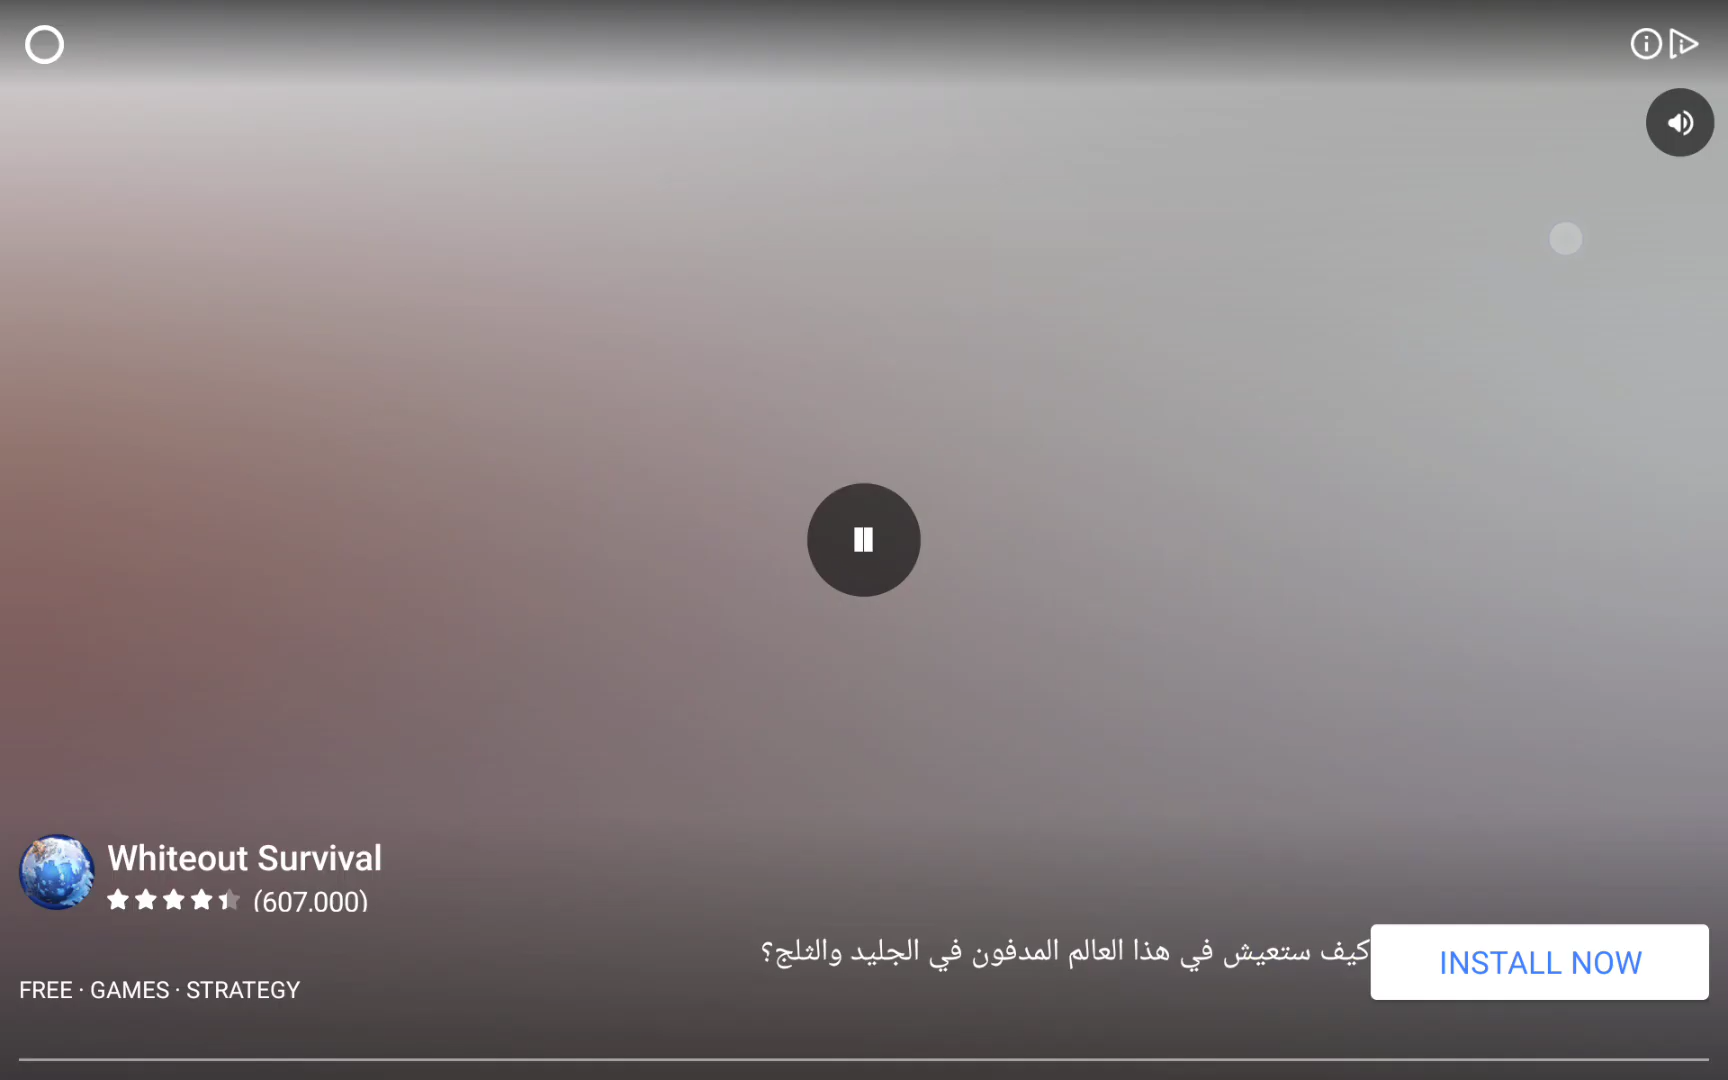 Whiteout Survival
(607.000)
كيف ستعيش في هذا العالم المدفون في الجليد والثلج؟
INSTALL NOW
FREE · GAMES · STRATEGY